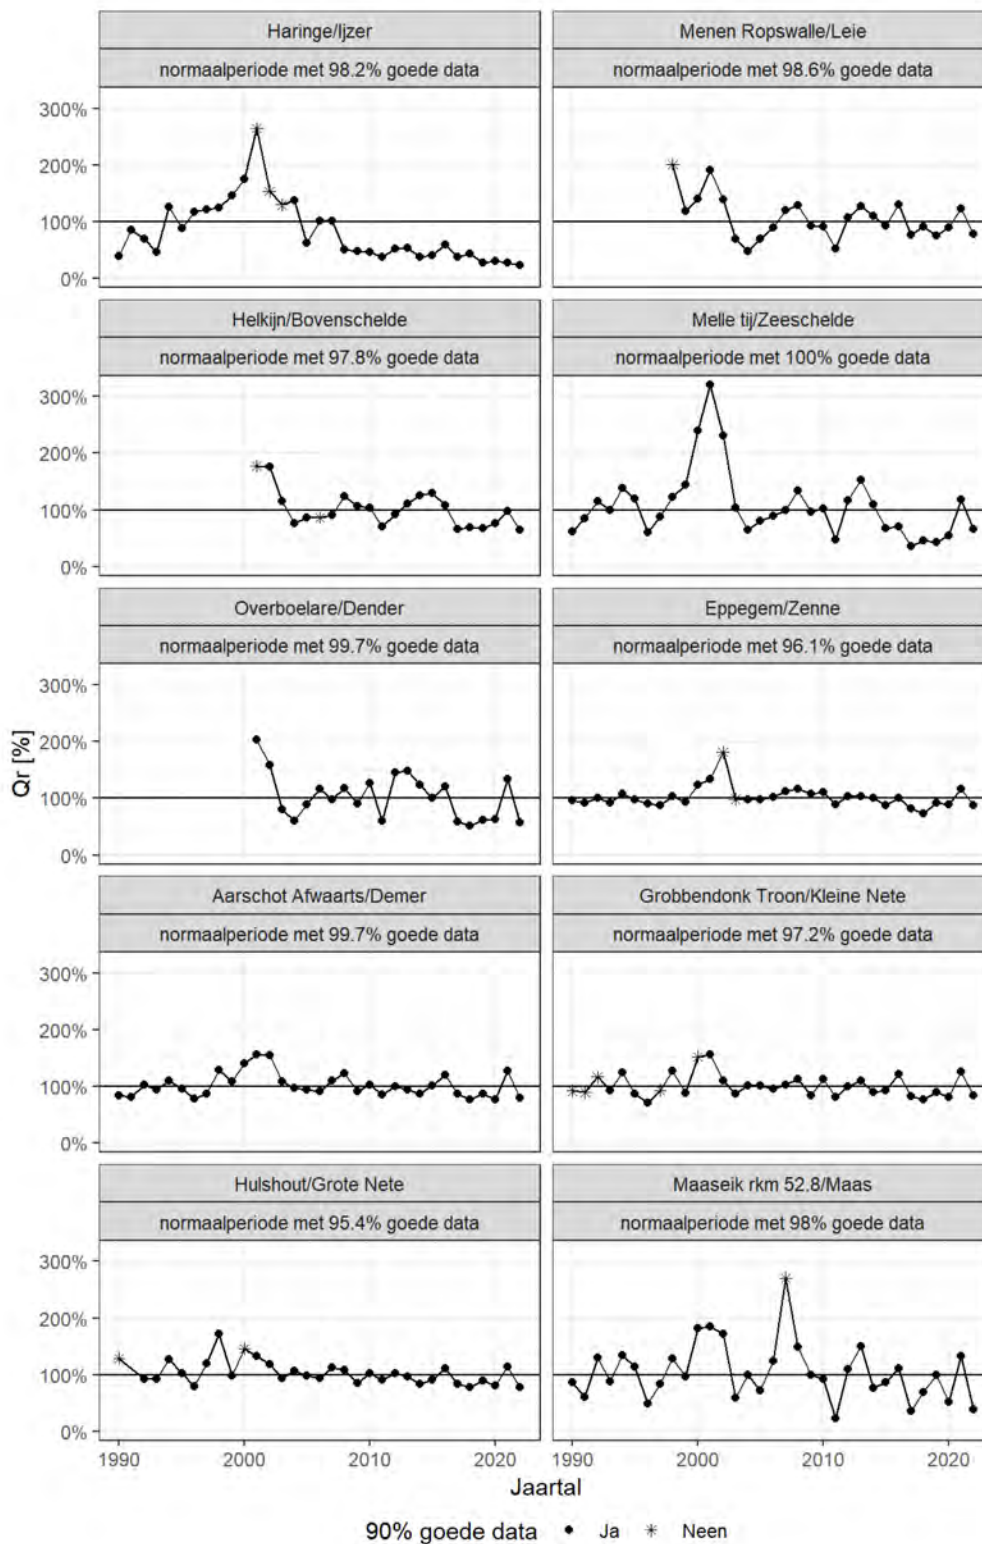 Haringe/Ijzer
normaalperiode met 98.2% goede data
Menen Ropswalle/Leie
normaalperiode met 98.6% goede data
300%
200%
100%
0%
Helkijn/Bovenschelde
normaalperiode met 97.8% goede data
Melle tij/Zeeschelde
normaalperiode met 100% goede data
300%
200%
100%
0%
Overboelare/Dender
normaalperiode met 99.7% goede data
Eppegem/Zenne
normaalperiode met 96.1% goede data
300%
200%
100%
0%
Qr [%]
Aarschot Afwaarts/Demer
normaalperiode met 99.7% goede data
Grobbendonk Troon/Kleine Nete
normaalperiode met 97.2% goede data
300%
200%
100%
0%
Hulshout/Grote Nete
normaalperiode met 95.4% goede data
Maaseik rkm 52.8/Maas
normaalperiode met 98% goede data
300%
200%
100%
0%
1990 2000 2010 2020 1990 2000 2010 2020
Jaartal
90% goede data Ja Neen